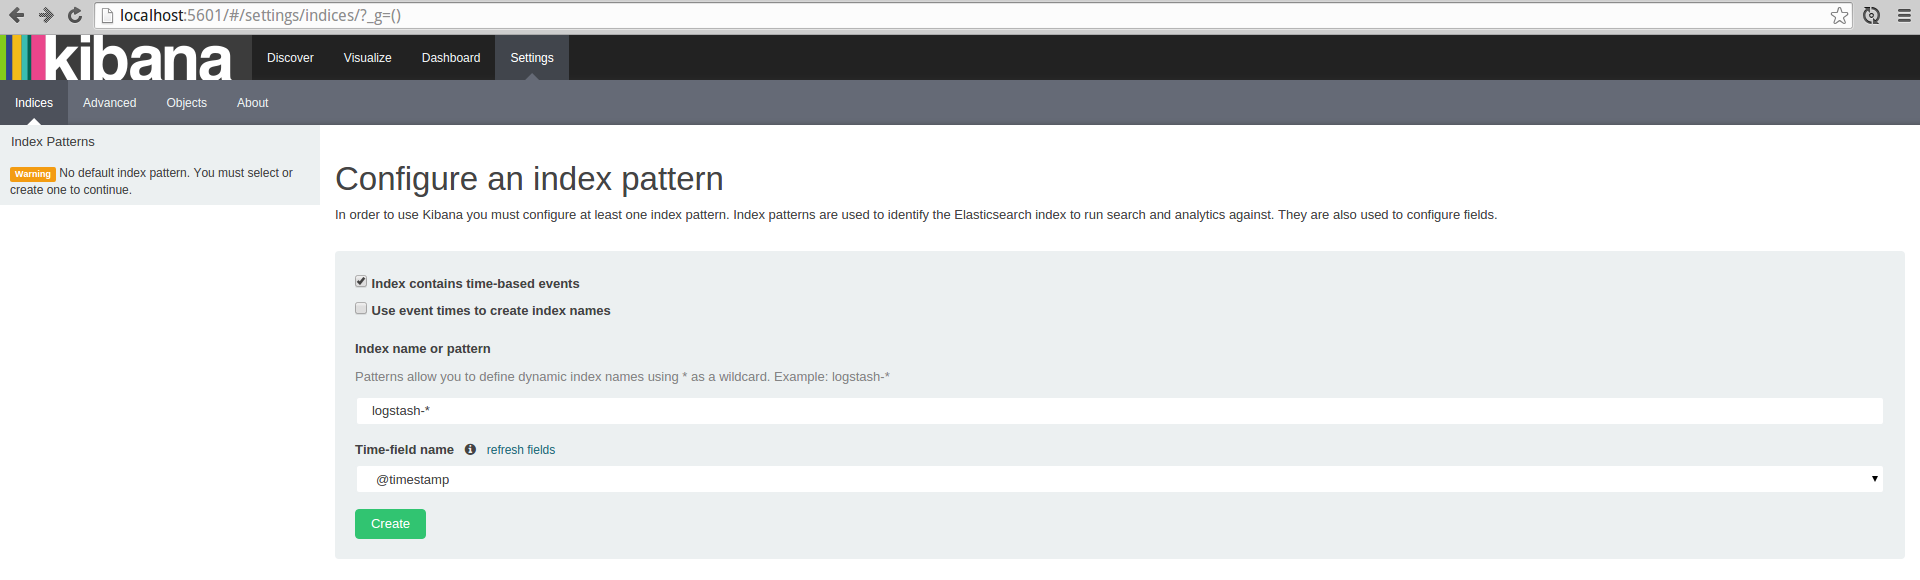 localhost:5601/#/settings/indices/?_g=()
kibana
Discover Visualize Dashboard Settings
Indices Advanced Objects About
Index Patterns
Warning No default index pattern. You must select or
create one to continue.
Configure an index pattern
In order to use Kibana you must configure at least one index pattern. Index patterns are used to identify the Elasticsearch index to run search and analytics against. They are also used to configure fields.
Index contains time-based events
Use event times to create index names
Index name or pattern
Patterns allow you to define dynamic index names using * as a wildcard. Example: logstash-*
logstash-*
Time-field name refresh fields
@timestamp
Create